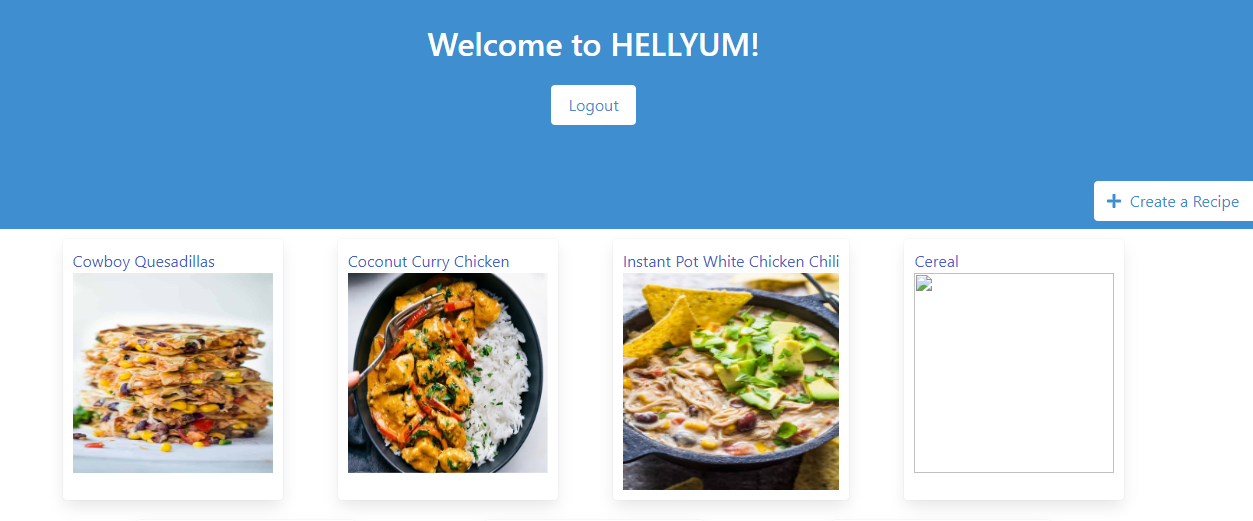 Welcome to HELLYUM!
Logout
Create a Recipe
Cowboy Quesadillas
Coconut Curry Chicken
Instant Pot White Chicken Chili
Cereal